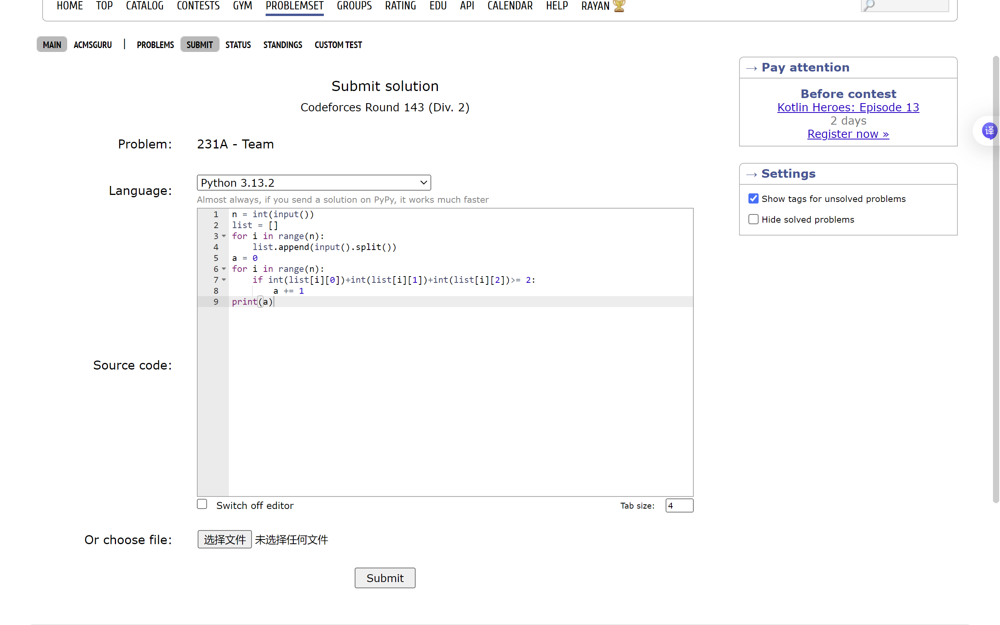 HOME TOP CATALOG CONTESTS GYM PROBLEMSET GROUPS RATING EDU API CALENDAR HELP RAYAN
MAIN ACMSGURU | PROBLEMS SUBMIT STATUS STANDINGS CUSTOM TEST
Submit solution
Codeforces Round 143 (Div. 2)
Problem: 231A - Team
Language: Python 3.13.2
Almost always, if you send a solution on PyPy, it works much faster
Source code:
1 n = int(input())
2 list = []
3 for i in range(n):
4     list.append(input().split())
5 a = 0
6 for i in range(n):
7     if int(list[i][0])+int(list[i][1])+int(list[i][2])>= 2:
8         a += 1
9 print(a)
Switch off editor
Tab size: 4
Or choose file: 选择文件 未选择任何文件
Submit
→ Pay attention
Before contest
Kotlin Heroes: Episode 13
2 days
Register now »
→ Settings
Show tags for unsolved problems
Hide solved problems
译